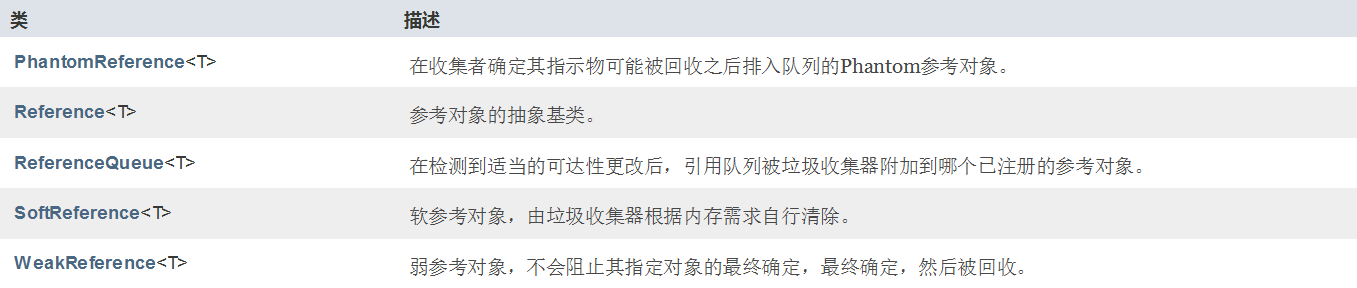 类 描述
PhantomReference<T> 在收集者确定其指示物可能被回收之后排入队列的Phantom参考对象。
Reference<T> 参考对象的抽象基类。
ReferenceQueue<T> 在检测到适当的可达性更改后，引用队列被垃圾收集器附加到哪个已注册的参考对象。
SoftReference<T> 软参考对象，由垃圾收集器根据内存需求自行清除。
WeakReference<T> 弱参考对象，不会阻止其指定对象的最终确定，最终确定，然后被回收。